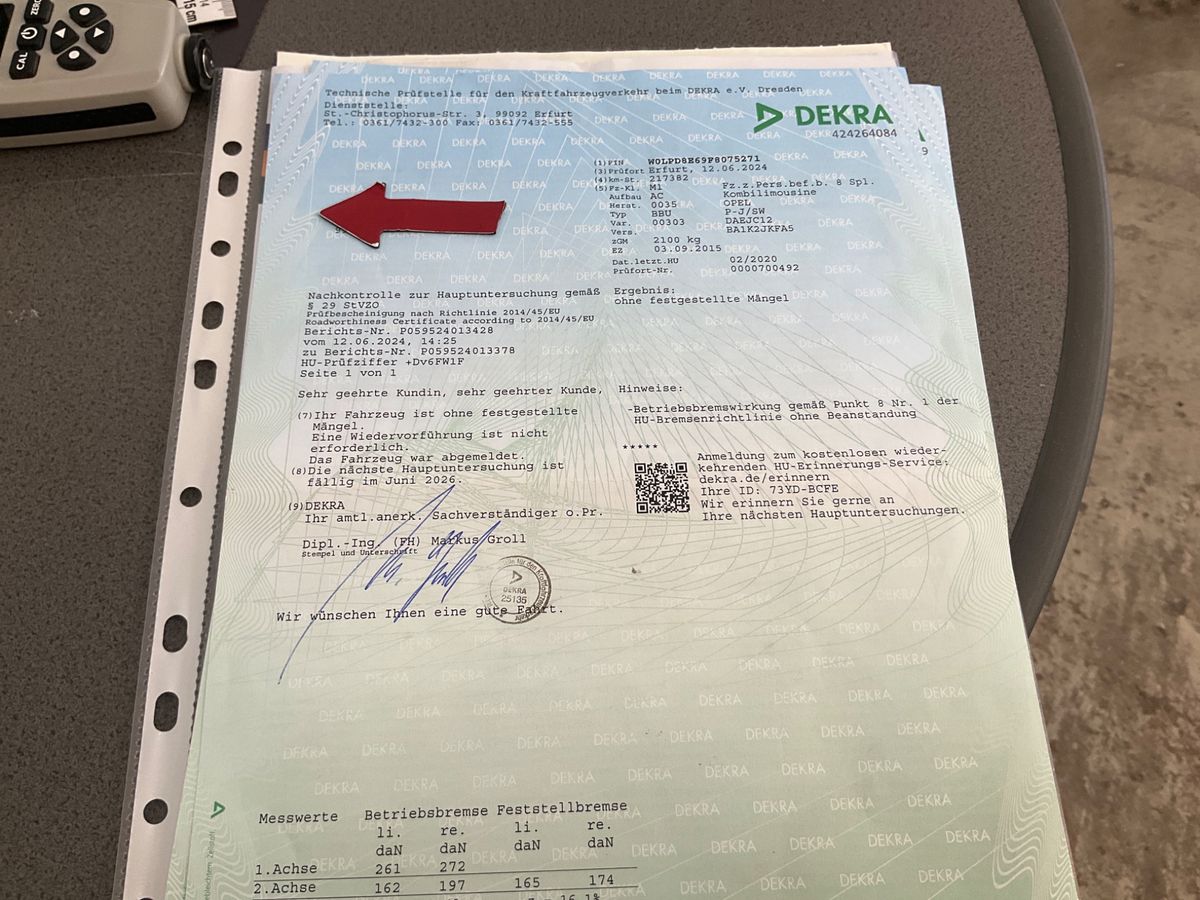 ZERO
CAL
14
15 cm
Technische Prüfstelle für den Kraftfahrzeugverkehr beim DEKRA e.V. Dresden
Dienststelle:
St.-Christophorus-Str. 3, 99092 Erfurt
Tel.: 0361/7432-300 Fax: 0361/7432-555
DEKRA
424264084
9
(1) FIN W0LPD8E69F8075271
(3) Prüfort Erfurt, 12.06.2024
(4) km-St. 217382
(5) Fz-Kl. M1 Fz.z.Pers.bef.b. 8 Spl.
Aufbau AC Kombilimousine
Herst. 0035 OPEL
Typ BBU P-J/SW
Var. 00303 DAEJC12
Vers. BA1K2JKFA5
zGM 2100 kg
EZ 03.09.2015
Dat.letzt.HU 02/2020
Prüfort-Nr. 0000700492
Nachkontrolle zur Hauptuntersuchung gemäß
§ 29 StVZO
Prüfbescheinigung nach Richtlinie 2014/45/EU
Roadworthiness Certificate according to 2014/45/EU
Berichts-Nr. P059524013428
vom 12.06.2024, 14:25
zu Berichts-Nr. P059524013378
HU-Prüfziffer +Dv6FW1F
Seite 1 von 1
Ergebnis:
ohne festgestellte Mängel
Sehr geehrte Kundin, sehr geehrter Kunde,
(7) Ihr Fahrzeug ist ohne festgestellte
Mängel.
Eine Wiedervorführung ist nicht
erforderlich.
Das Fahrzeug war abgemeldet.
(8) Die nächste Hauptuntersuchung ist
fällig im Juni 2026.
(9) DEKRA
Ihr amtl.anerk. Sachverständiger o.Pr.
Dipl.-Ing. (FH) Markus Groll
Stempel und Unterschrift
DEKRA
25135
Wir wünschen Ihnen eine gute Fahrt.
Hinweise:
-Betriebsbremswirkung gemäß Punkt 8 Nr. 1 der
HU-Bremsenrichtlinie ohne Beanstandung
*****
Anmeldung zum kostenlosen wieder-
kehrenden HU-Erinnerungs-Service:
dekra.de/erinnern
Ihre ID: 73YD-BCFE
Wir erinnern Sie gerne an
Ihre nächsten Hauptuntersuchungen.
Messwerte Betriebsbremse Feststellbremse
li. re. li. re.
daN daN daN daN
1.Achse 261 272
2.Achse 162 197 165 174